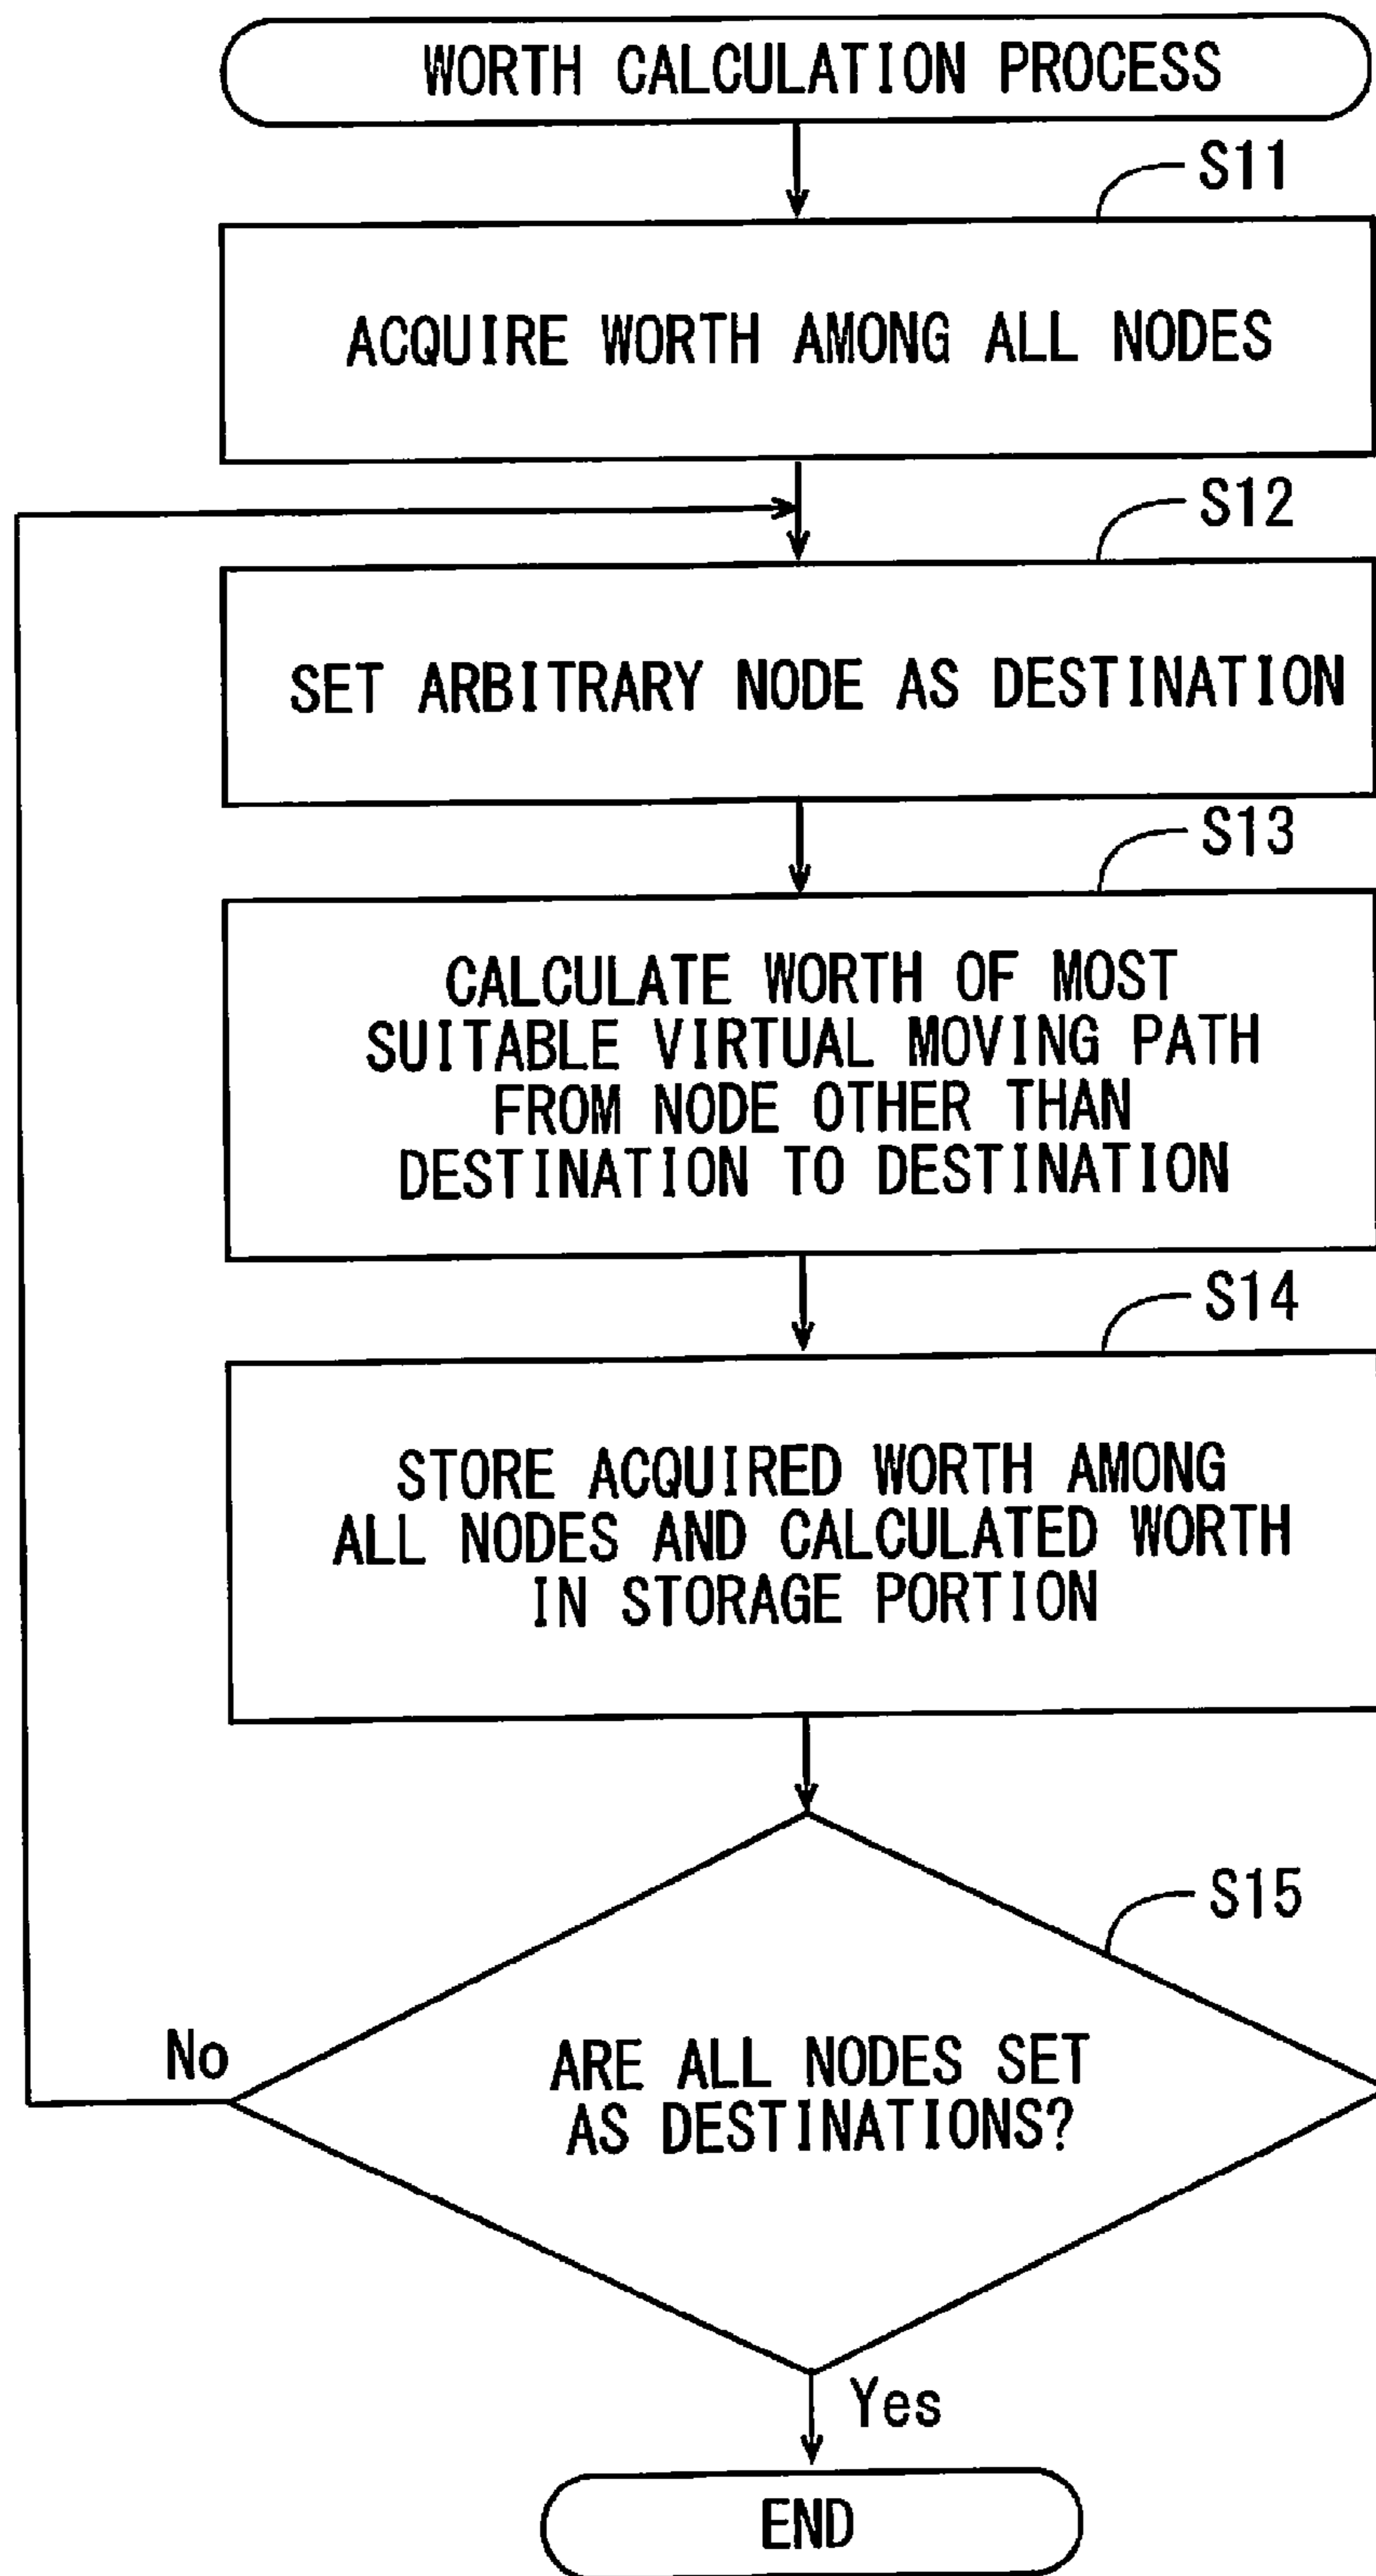 WORTH CALCULATION PROCESS
S11
ACQUIRE WORTH AMONG ALL NODES
S12
SET ARBITRARY NODE AS DESTINATION
S13
CALCULATE WORTH OF MOST
SUITABLE VIRTUAL MOVING PATH
FROM NODE OTHER THAN
DESTINATION TO DESTINATION
S14
STORE ACQUIRED WORTH AMONG
ALL NODES AND CALCULATED WORTH
IN STORAGE PORTION
S15
No
ARE ALL NODES SET
AS DESTINATIONS?
Yes
END